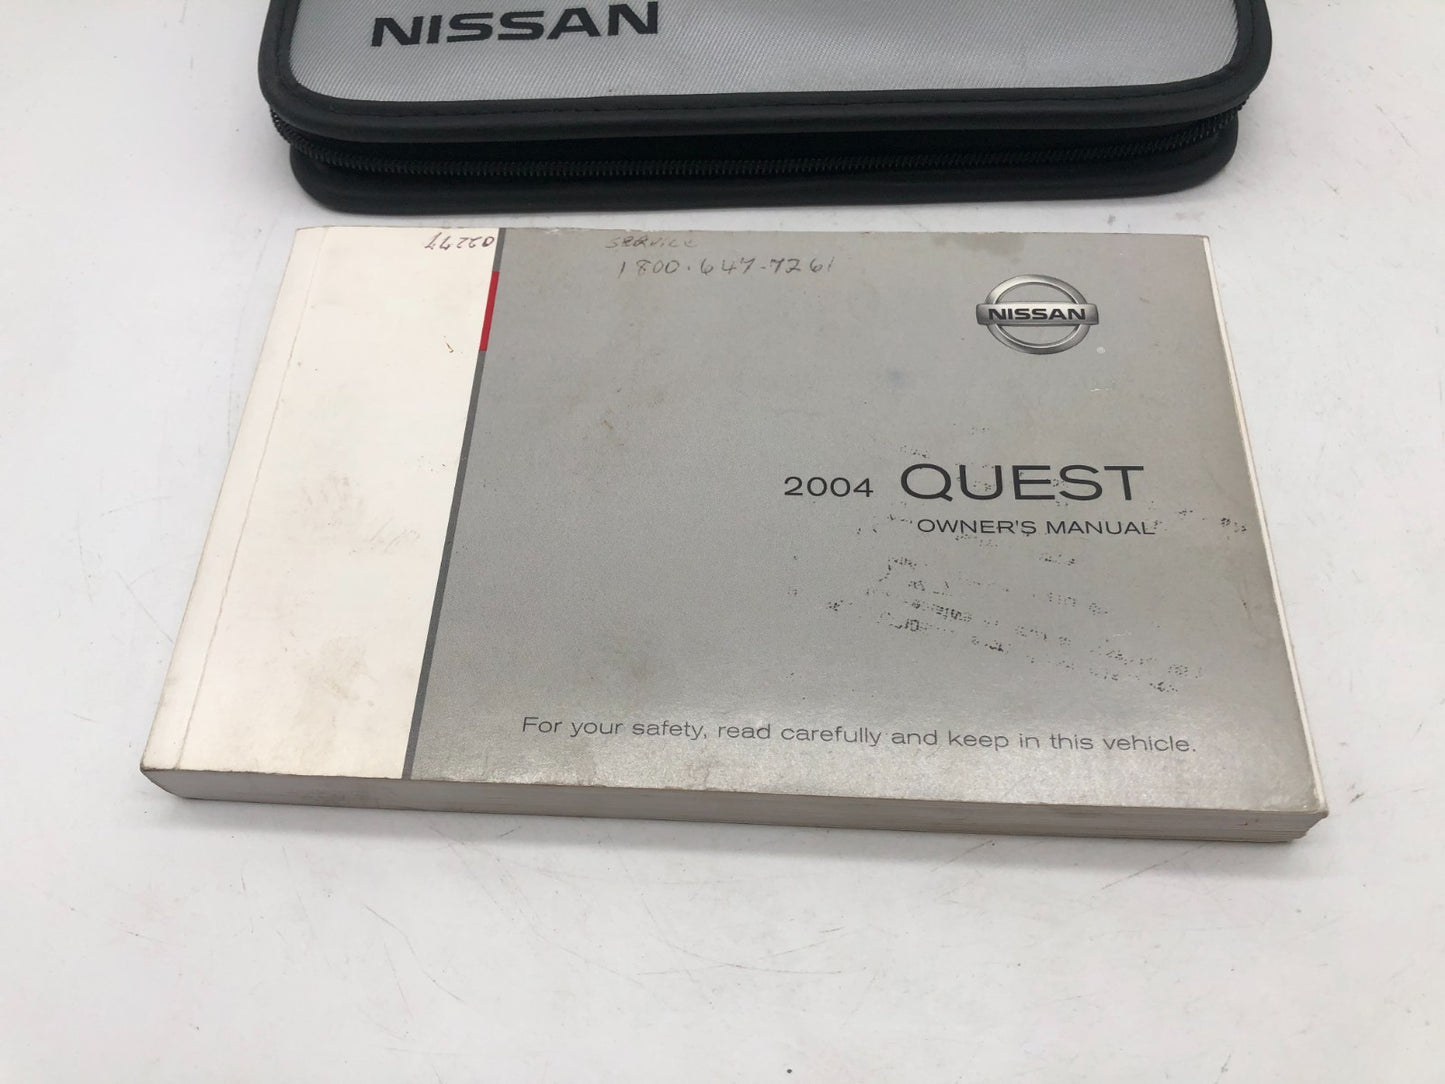 NISSAN
02277
SERVICE
1800.647-7261
NISSAN
2004 QUEST
OWNER'S MANUAL
For your safety, read carefully and keep in this vehicle.